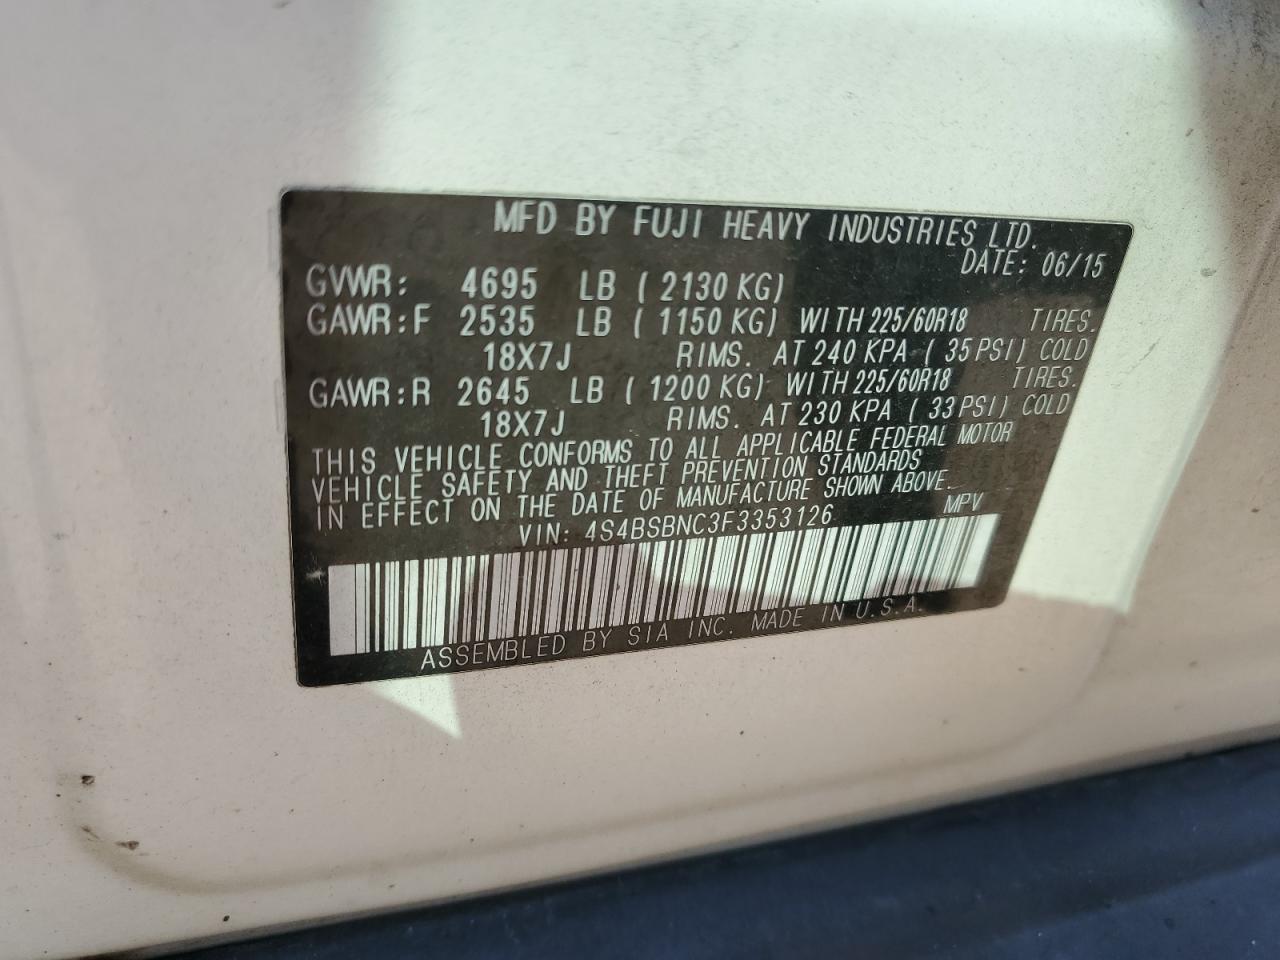 MFD BY FUJI HEAVY INDUSTRIES LTD.
DATE: 06/15
GVWR: 4695 LB ( 2130 KG)
GAWR:F 2535 LB ( 1150 KG) WITH 225/60R18 TIRES.
18X7J RIMS. AT 240 KPA ( 35 PSI) COLD
GAWR:R 2645 LB ( 1200 KG) WITH 225/60R18 TIRES.
18X7J RIMS. AT 230 KPA ( 33 PSI) COLD
THIS VEHICLE CONFORMS TO ALL APPLICABLE FEDERAL MOTOR
VEHICLE SAFETY AND THEFT PREVENTION STANDARDS
IN EFFECT ON THE DATE OF MANUFACTURE SHOWN ABOVE.
VIN: 4S4BSBNC3F3353126 MPV
ASSEMBLED BY SIA INC. MADE IN U.S.A.